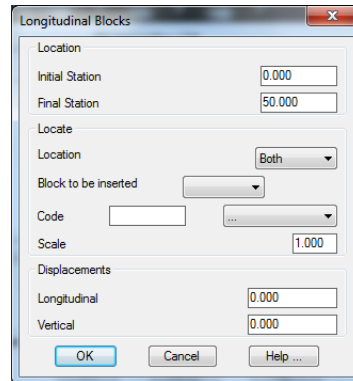 Longitudinal Blocks
Location
Initial Station 0.000
Final Station 50.000
Locate
Location Both
Block to be inserted
Code ...
Scale 1.000
Displacements
Longitudinal 0.000
Vertical 0.000
OK Cancel Help ...